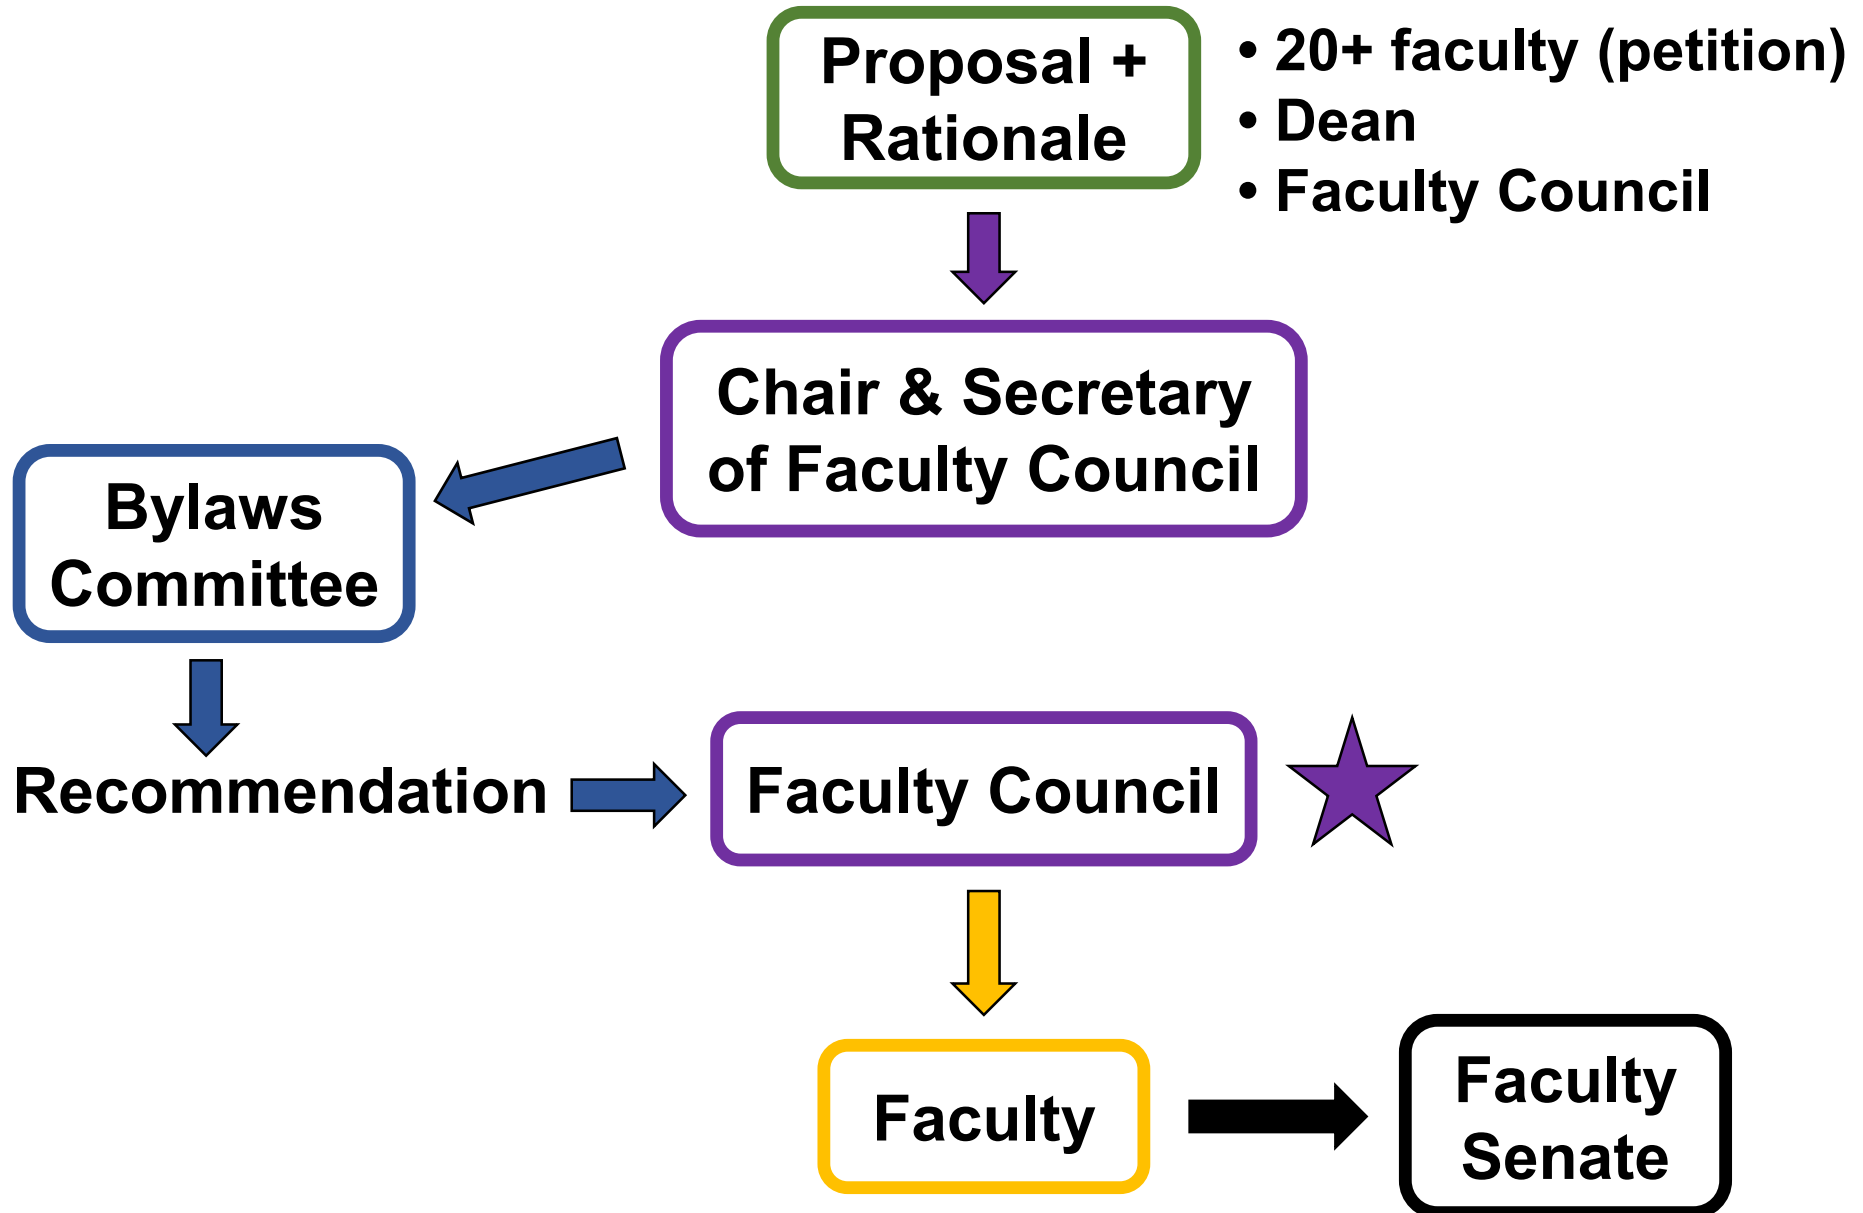 Proposal +
Rationale
• 20+ faculty (petition)
• Dean
• Faculty Council
Chair & Secretary
of Faculty Council
Bylaws
Committee
Recommendation
Faculty Council
Faculty
Faculty
Senate